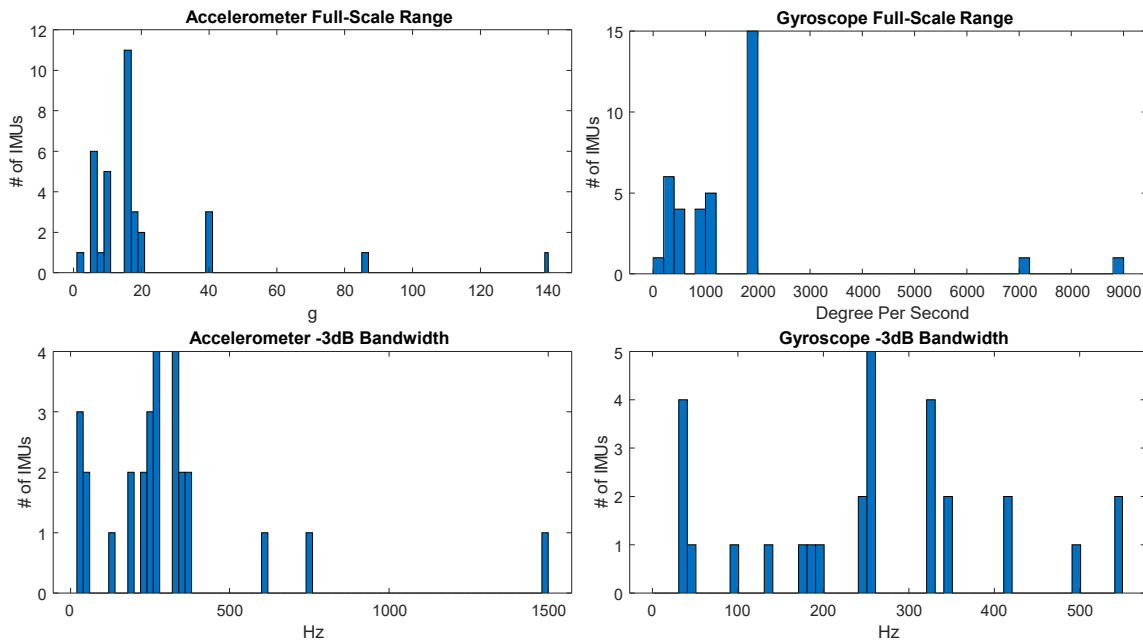 Accelerometer Full-Scale Range
12
10
8
6
4
2
0
# of IMUs
0 20 40 60 80 100 120 140
g
Gyroscope Full-Scale Range
15
10
5
0
# of IMUs
0 1000 2000 3000 4000 5000 6000 7000 8000 9000
Degree Per Second
Accelerometer -3dB Bandwidth
4
3
2
1
0
# of IMUs
0 500 1000 1500
Hz
Gyroscope -3dB Bandwidth
5
4
3
2
1
0
# of IMUs
0 100 200 300 400 500
Hz